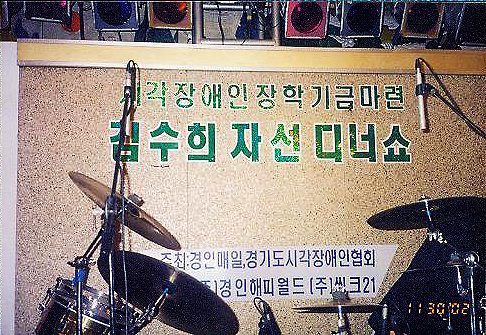 시각장애인장학기금마련
김수희 자선 디너쇼
주최:경인매일,경기도시각장애인협회
경인해피월드 (주)씽크21
11 30 '02